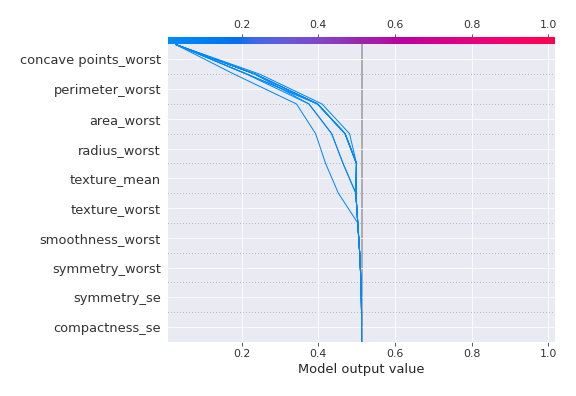 0.2 0.4 0.6 0.8 1.0
concave points_worst
perimeter_worst
area_worst
radius_worst
texture_mean
texture_worst
smoothness_worst
symmetry_worst
symmetry_se
compactness_se
0.2 0.4 0.6 0.8 1.0
Model output value